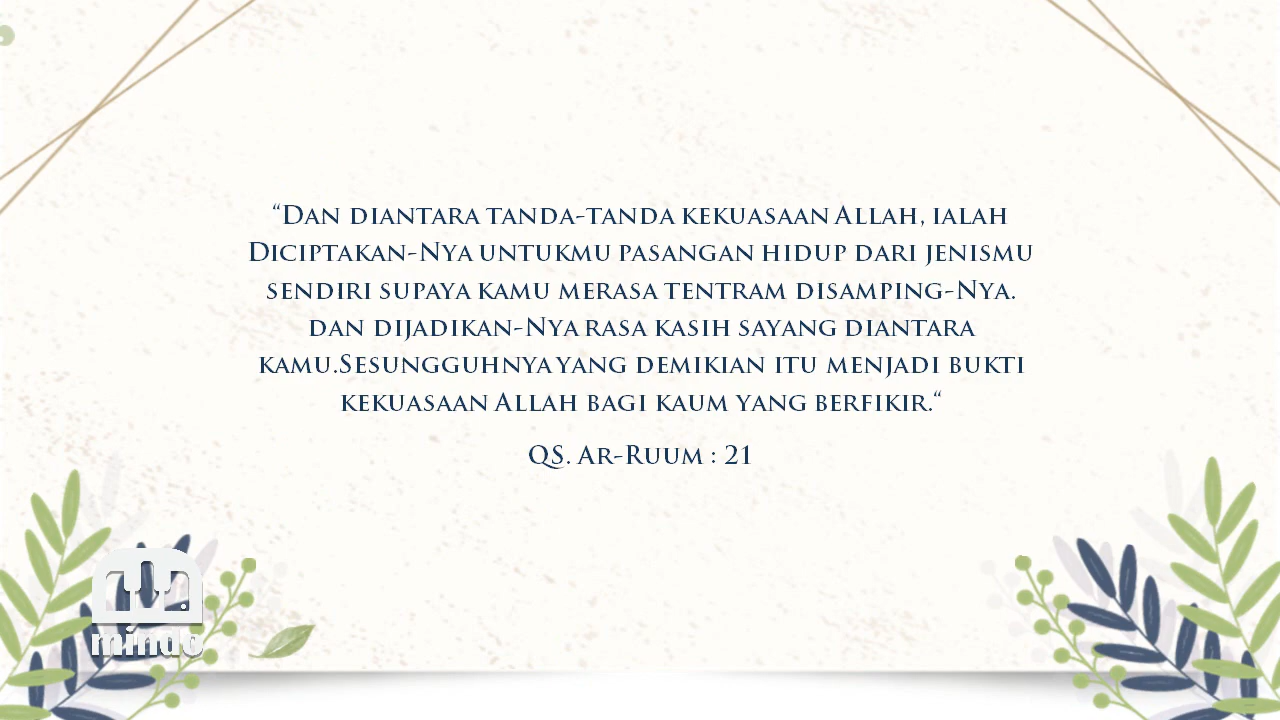 “Dan diantara tanda-tanda kekuasaan Allah, ialah
Diciptakan-Nya untukmu pasangan hidup dari jenismu
sendiri supaya kamu merasa tentram disamping-Nya.
dan dijadikan-Nya rasa kasih sayang diantara
kamu.Sesungguhnya yang demikian itu menjadi bukti
kekuasaan Allah bagi kaum yang berfikir.“
QS. Ar-Ruum : 21
mindo